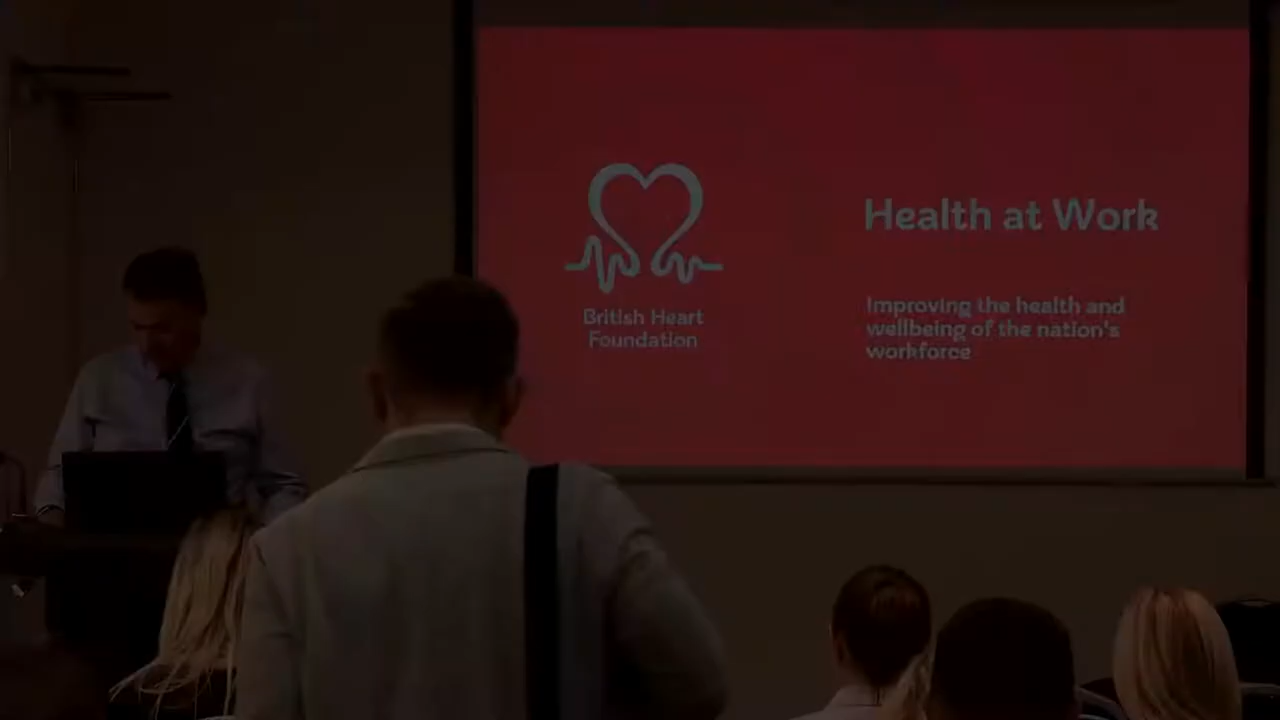 British Heart
Foundation
Health at Work
Improving the health and
wellbeing of the nation's
workforce